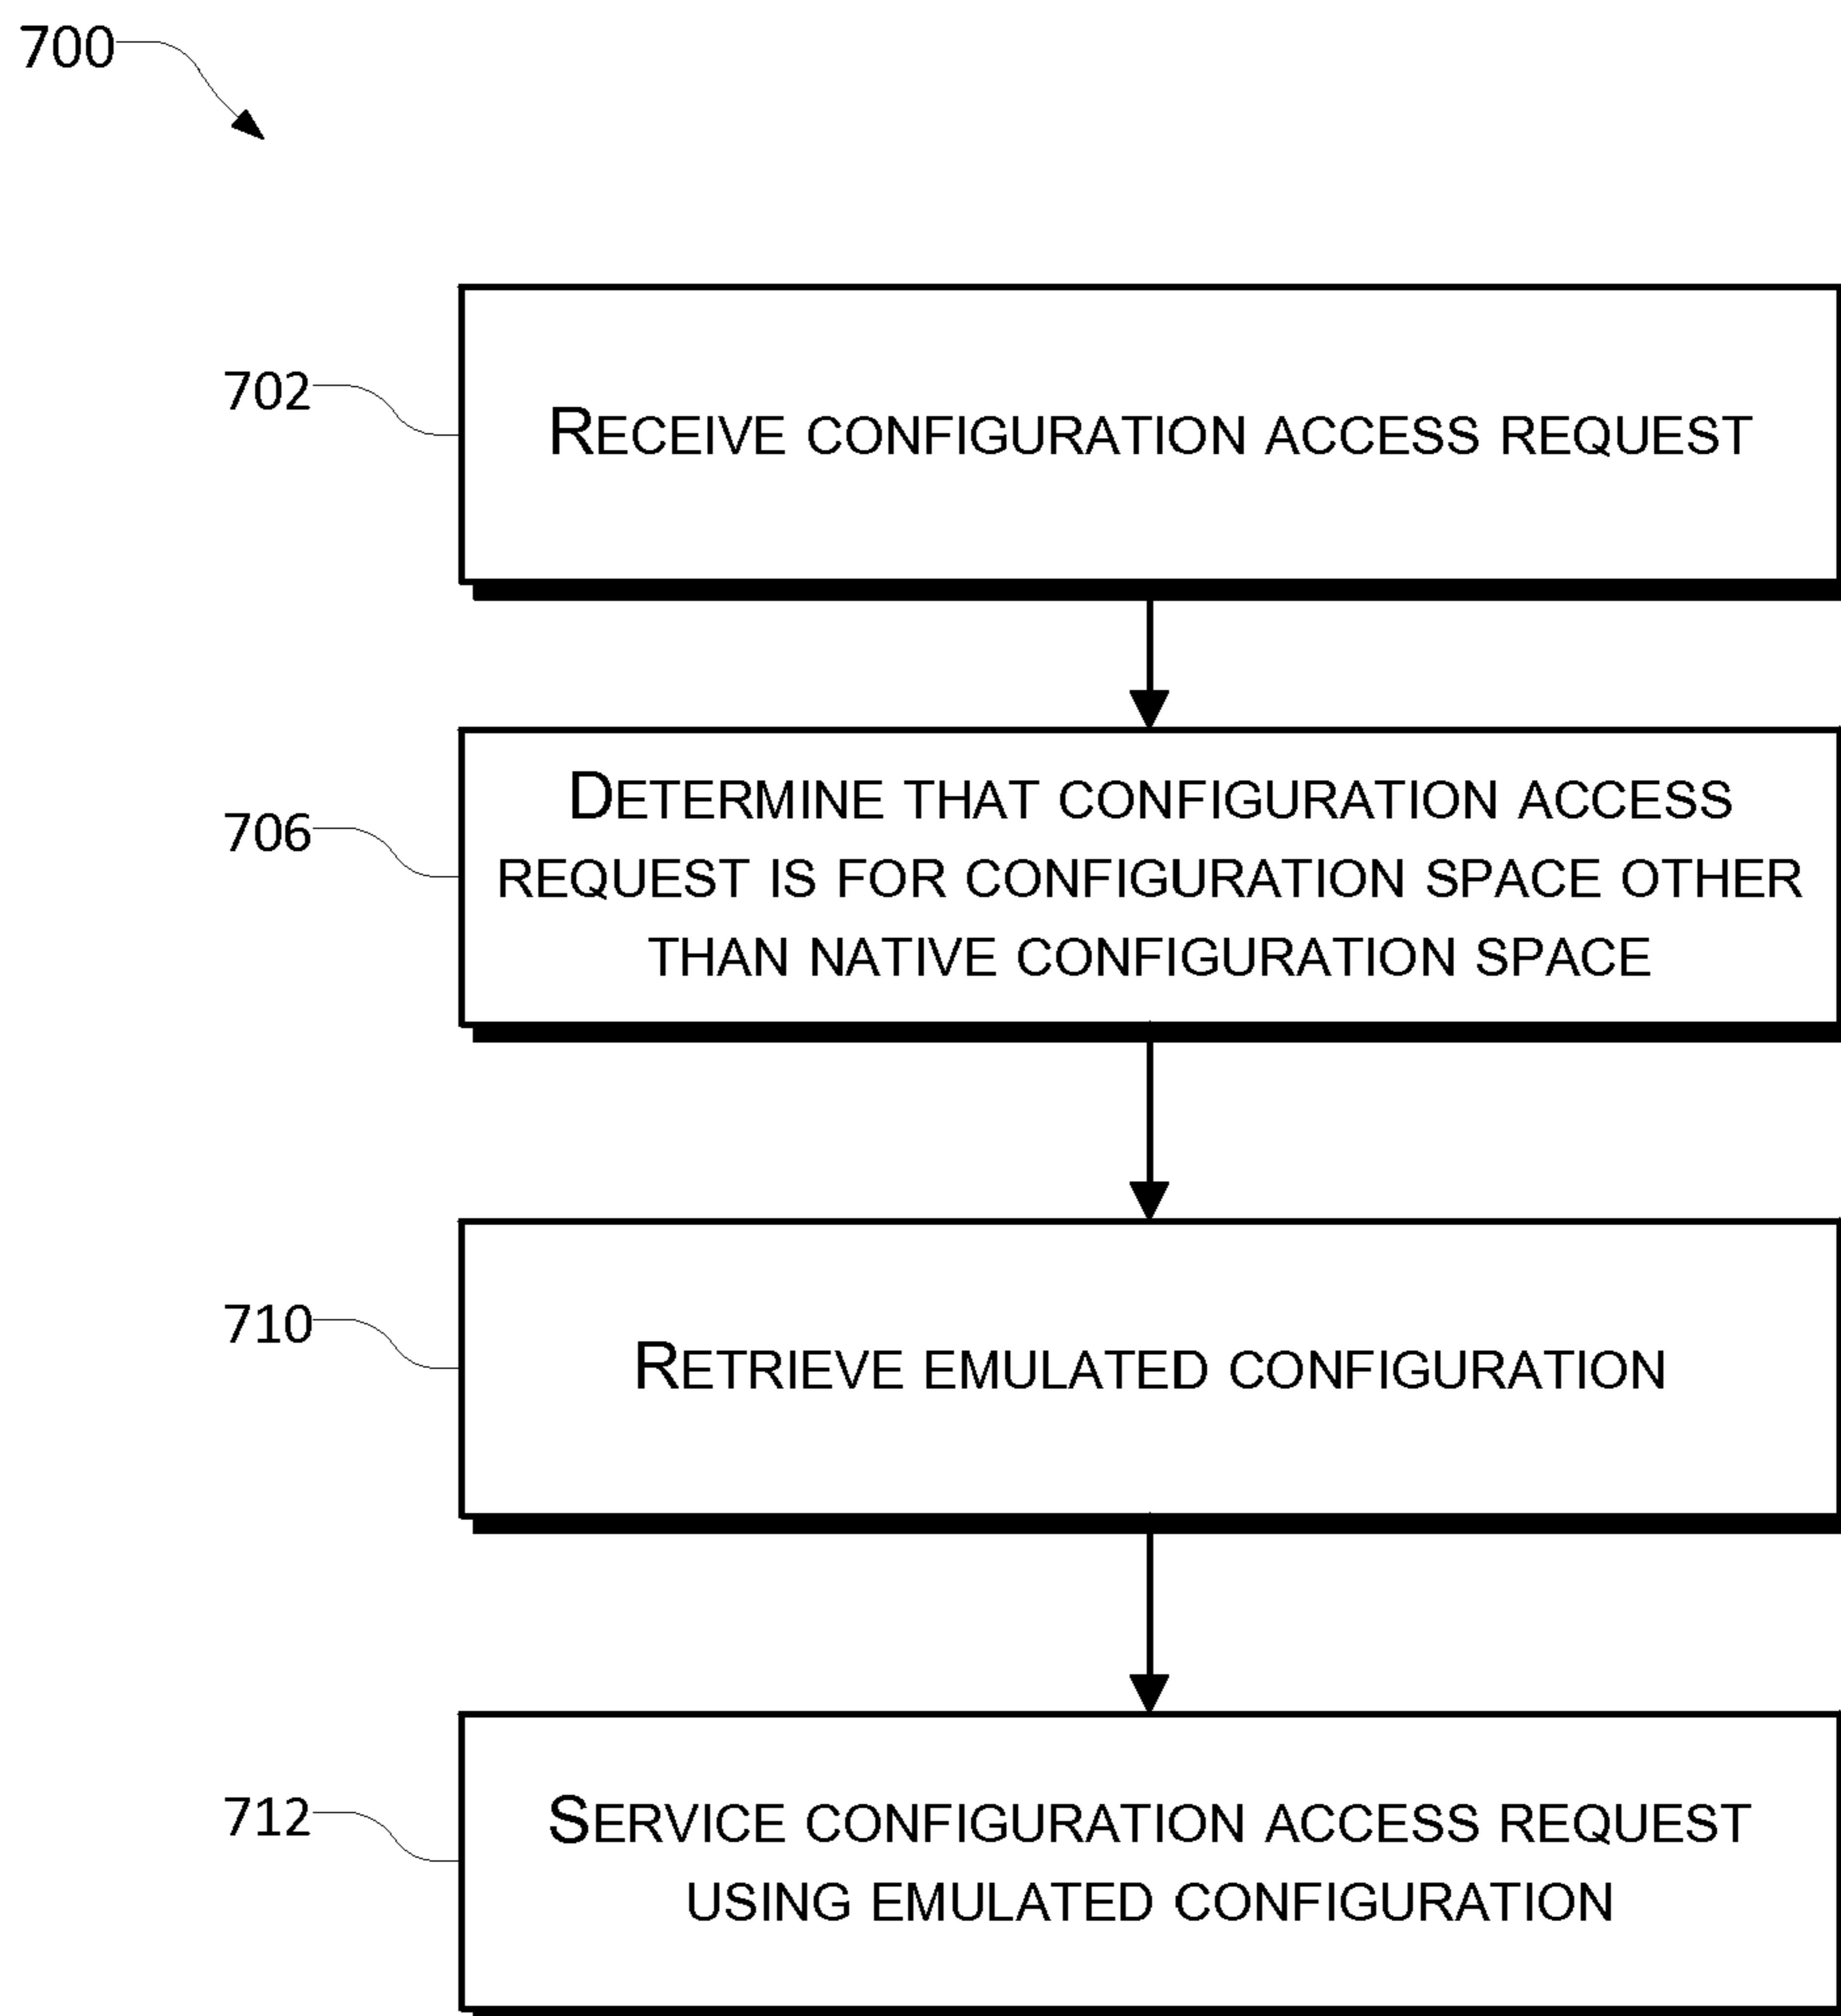 700
702
RECEIVE CONFIGURATION ACCESS REQUEST
706
DETERMINE THAT CONFIGURATION ACCESS
REQUEST IS FOR CONFIGURATION SPACE OTHER
THAN NATIVE CONFIGURATION SPACE
710
RETRIEVE EMULATED CONFIGURATION
712
SERVICE CONFIGURATION ACCESS REQUEST
USING EMULATED CONFIGURATION